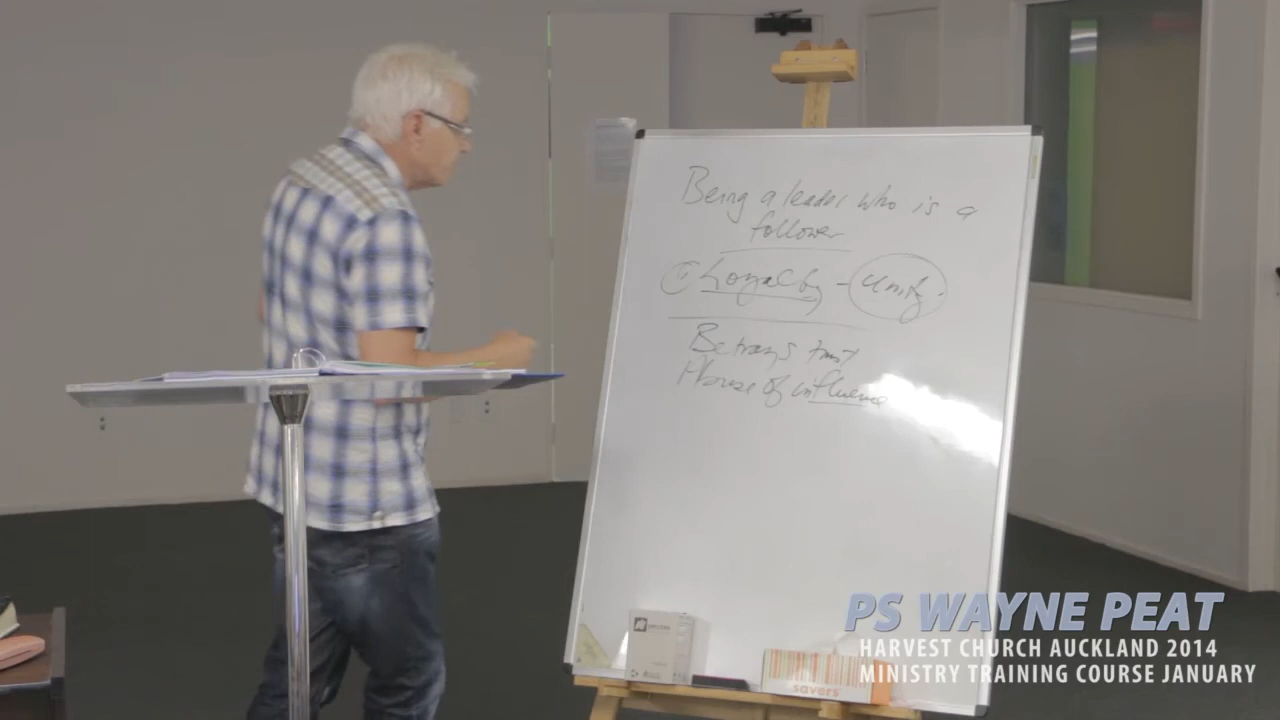 Being a leader who is a
follower
① Loyalty - Unity
Betrays trust
Abuse of influence
savers
PS WAYNE PEAT
HARVEST CHURCH AUCKLAND 2014
MINISTRY TRAINING COURSE JANUARY